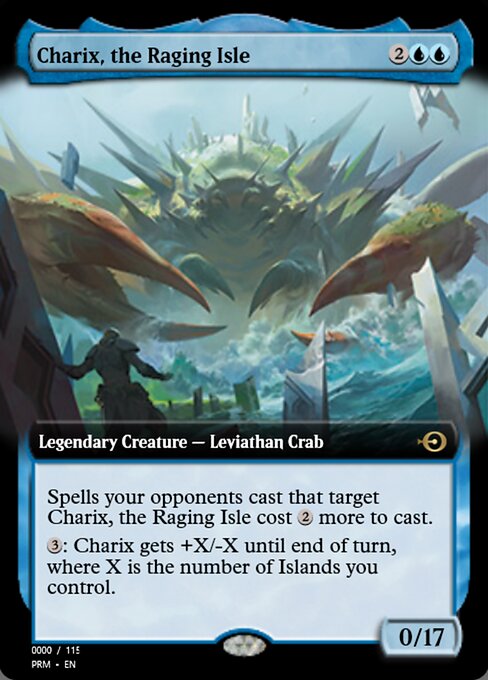 Charix, the Raging Isle 2
Legendary Creature — Leviathan Crab
Spells your opponents cast that target
Charix, the Raging Isle cost 2 more to cast.
3: Charix gets +X/-X until end of turn,
where X is the number of Islands you
control.
0/17
0000 / 115
PRM • EN